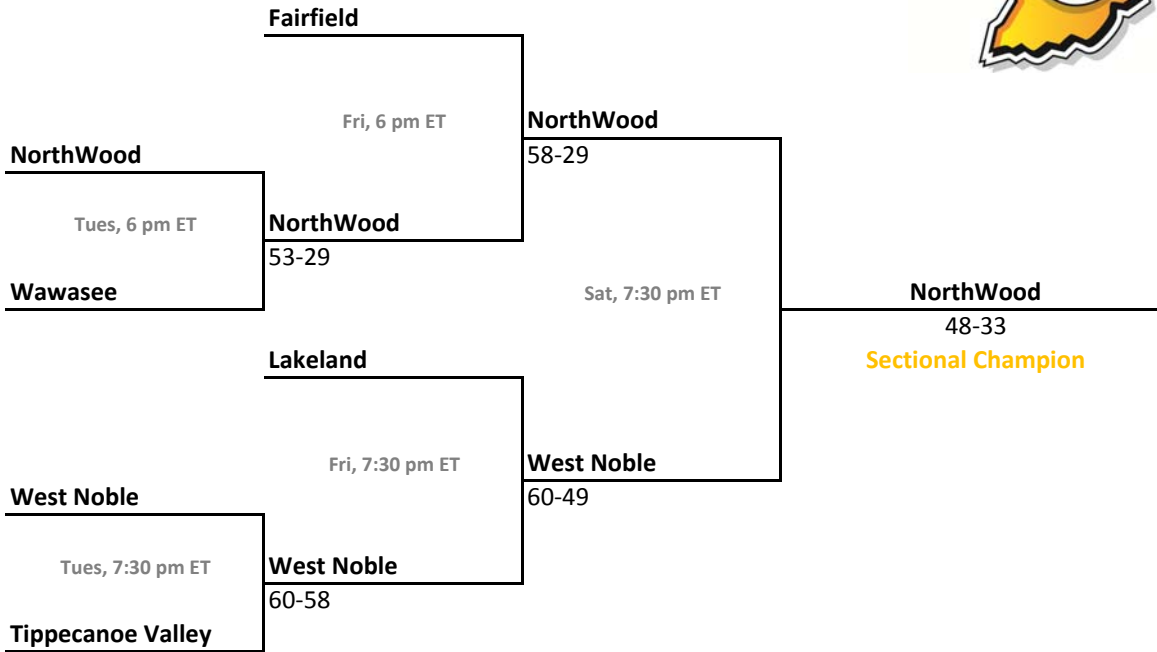 Fairfield
Fri, 6 pm ET
NorthWood
NorthWood
58-29
Tues, 6 pm ET
NorthWood
53-29
Wawasee
Sat, 7:30 pm ET
NorthWood
48-33
Lakeland
Sectional Champion
Fri, 7:30 pm ET
West Noble
West Noble
60-49
Tues, 7:30 pm ET
West Noble
60-58
Tippecanoe Valley